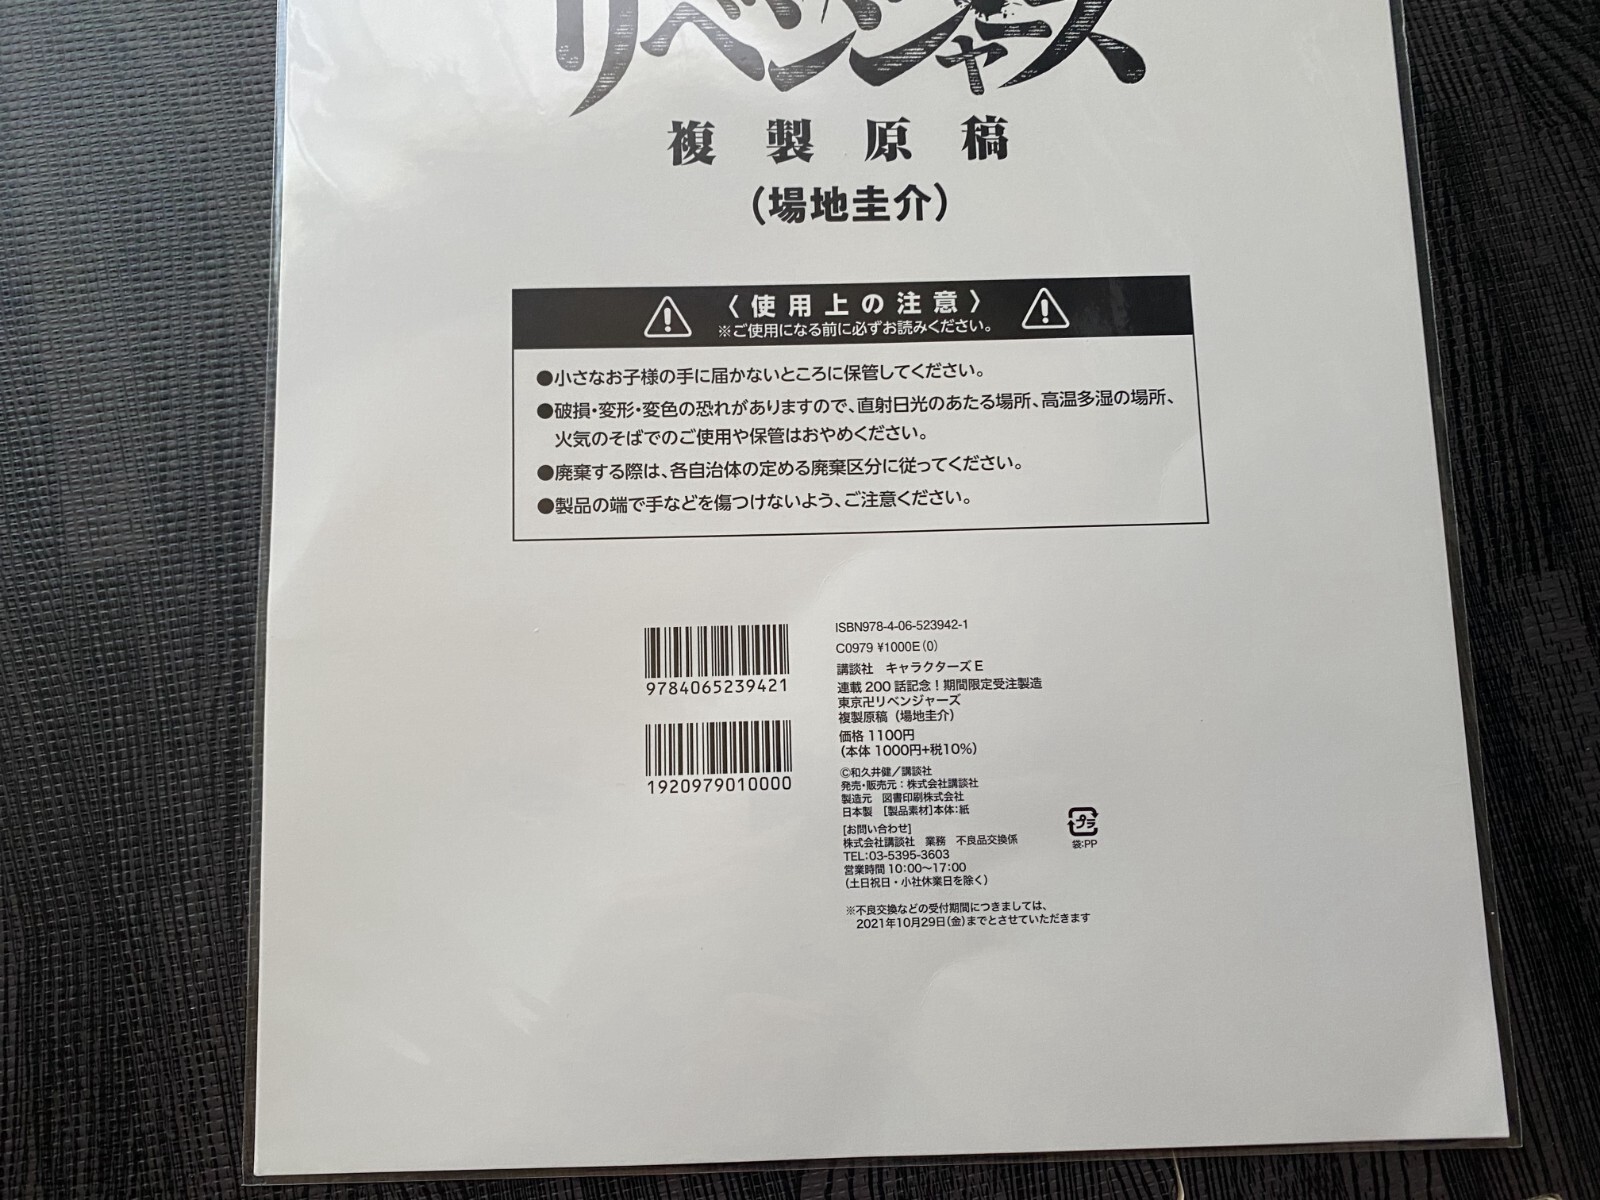 リベンジャーズ
複製原稿
(場地圭介)
〈使用上の注意〉
※ご使用になる前に必ずお読みください。
●小さなお子様の手に届かないところに保管してください。
●破損・変形・変色の恐れがありますので、直射日光のあたる場所、高温多湿の場所、
火気のそばでのご使用や保管はおやめください。
●廃棄する際は、各自治体の定める廃棄区分に従ってください。
●製品の端で手などを傷つけないよう、ご注意ください。
9784065239421
1920979010000
ISBN978-4-06-523942-1
C0979 ¥1000E(0)
講談社 キャラクターズE
連載200話記念!期間限定受注製造
東京卍リベンジャーズ
複製原稿(場地圭介)
価格 1100円
(本体 1000円+税10%)
©和久井健/講談社
発売・販売元:株式会社講談社
製造元 図書印刷株式会社
日本製 [製品素材]本体:紙
[お問い合わせ]
株式会社講談社 業務 不良品交換係
TEL:03-5395-3603
営業時間 10:00~17:00
(土日祝日・小社休業日を除く)
プラ
袋:PP
※不良交換などの受付期間につきましては、
2021年10月29日(金)までとさせていただきます